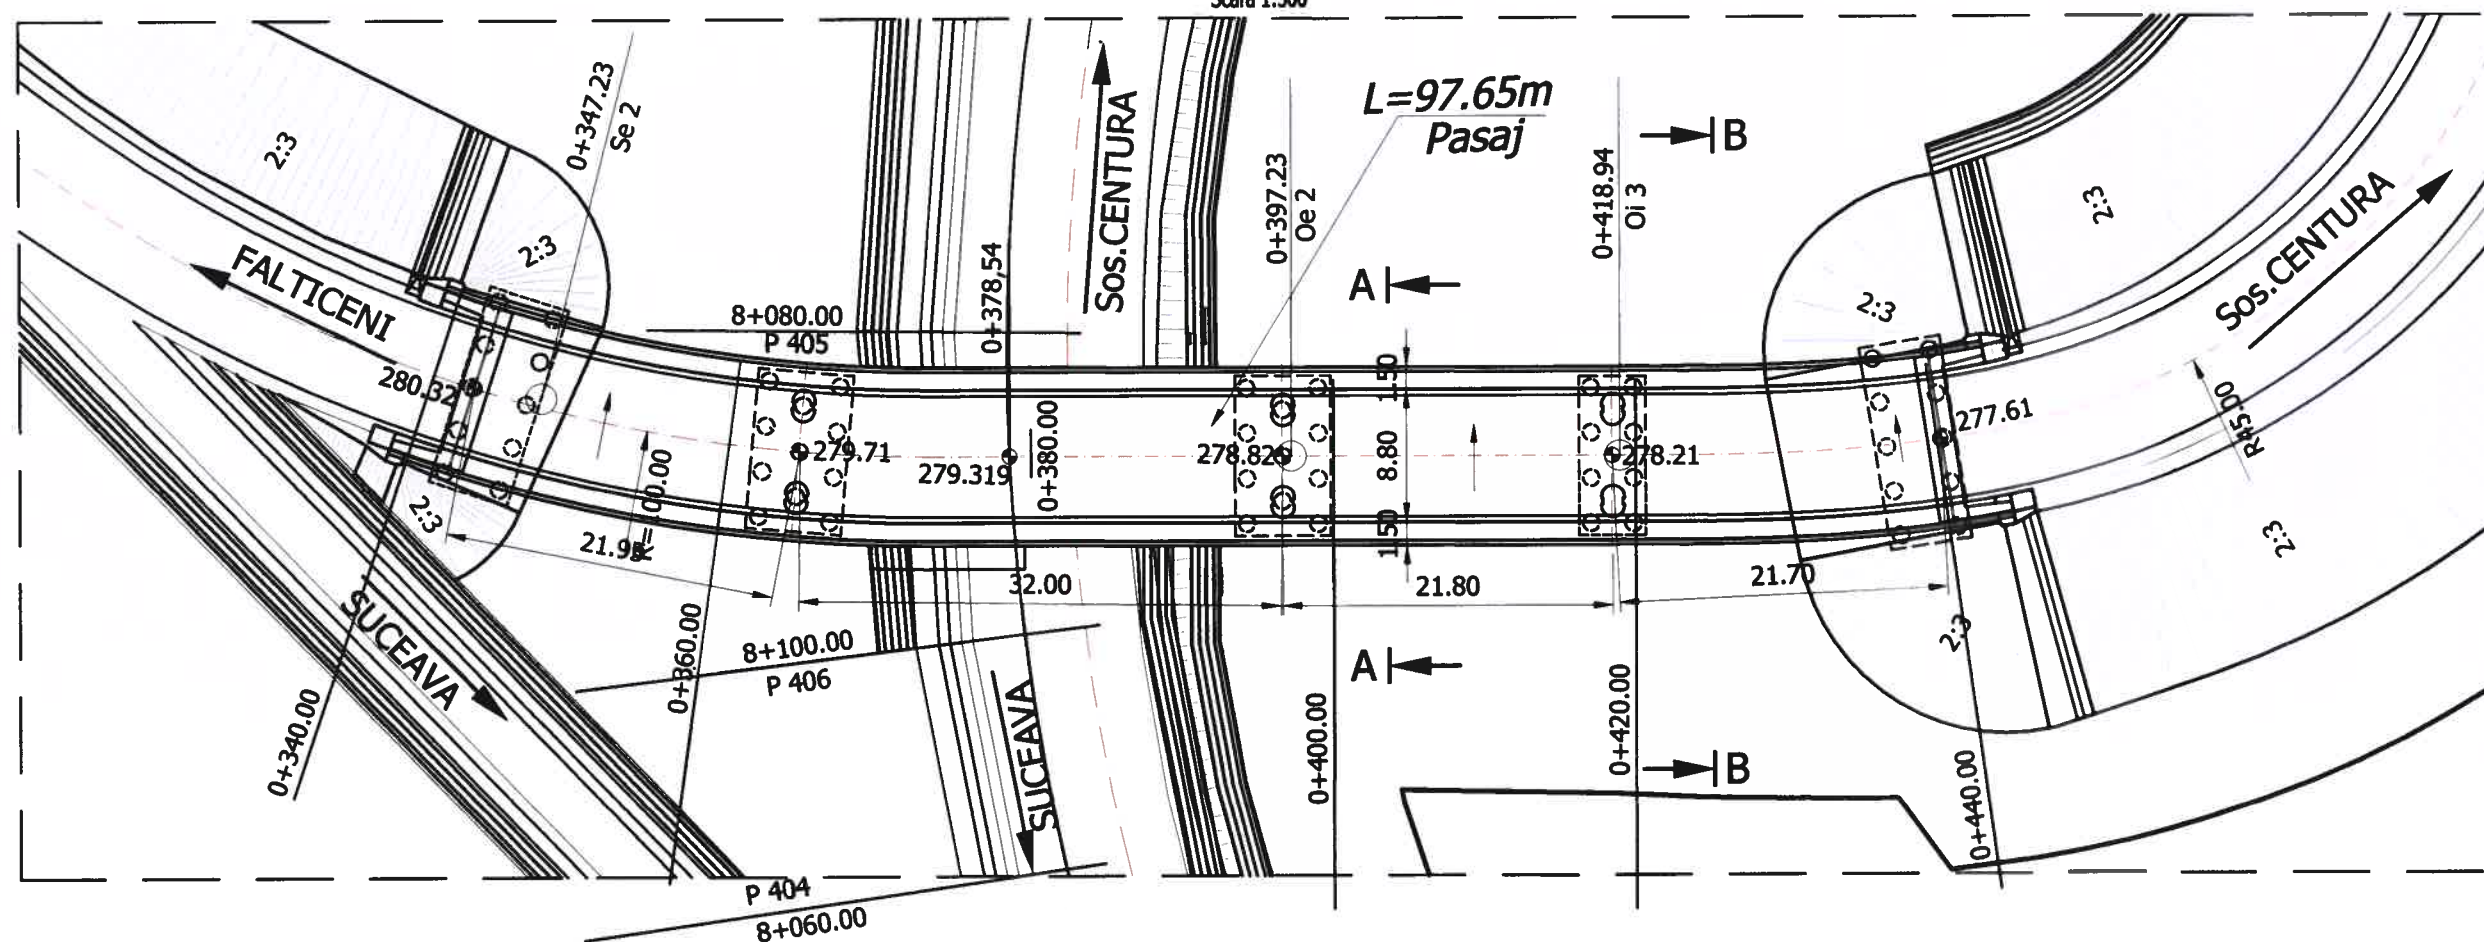 Scara 1:500
0+347.23
Se 2
2:3
2:3
FALTICENI
280.32
2:3
SUCEAVA
0+340.00
21.95
0+360.00
8+080.00
P 405
279.71
8+100.00
P 406
P 404
8+060.00
0+378,54
279.319
0+380.00
32.00
SUCEAVA
Sos.CENTURA
L=97.65m
Pasaj
0+397.23
Oe 2
278.82
A
1.50
8.80
1.50
21.80
A
0+400.00
0+418.94
Oi 3
B
278.21
0+420.00
B
2:3
2:3
277.61
21.70
2:3
2:3
0+440.00
R45.00
Sos.CENTURA